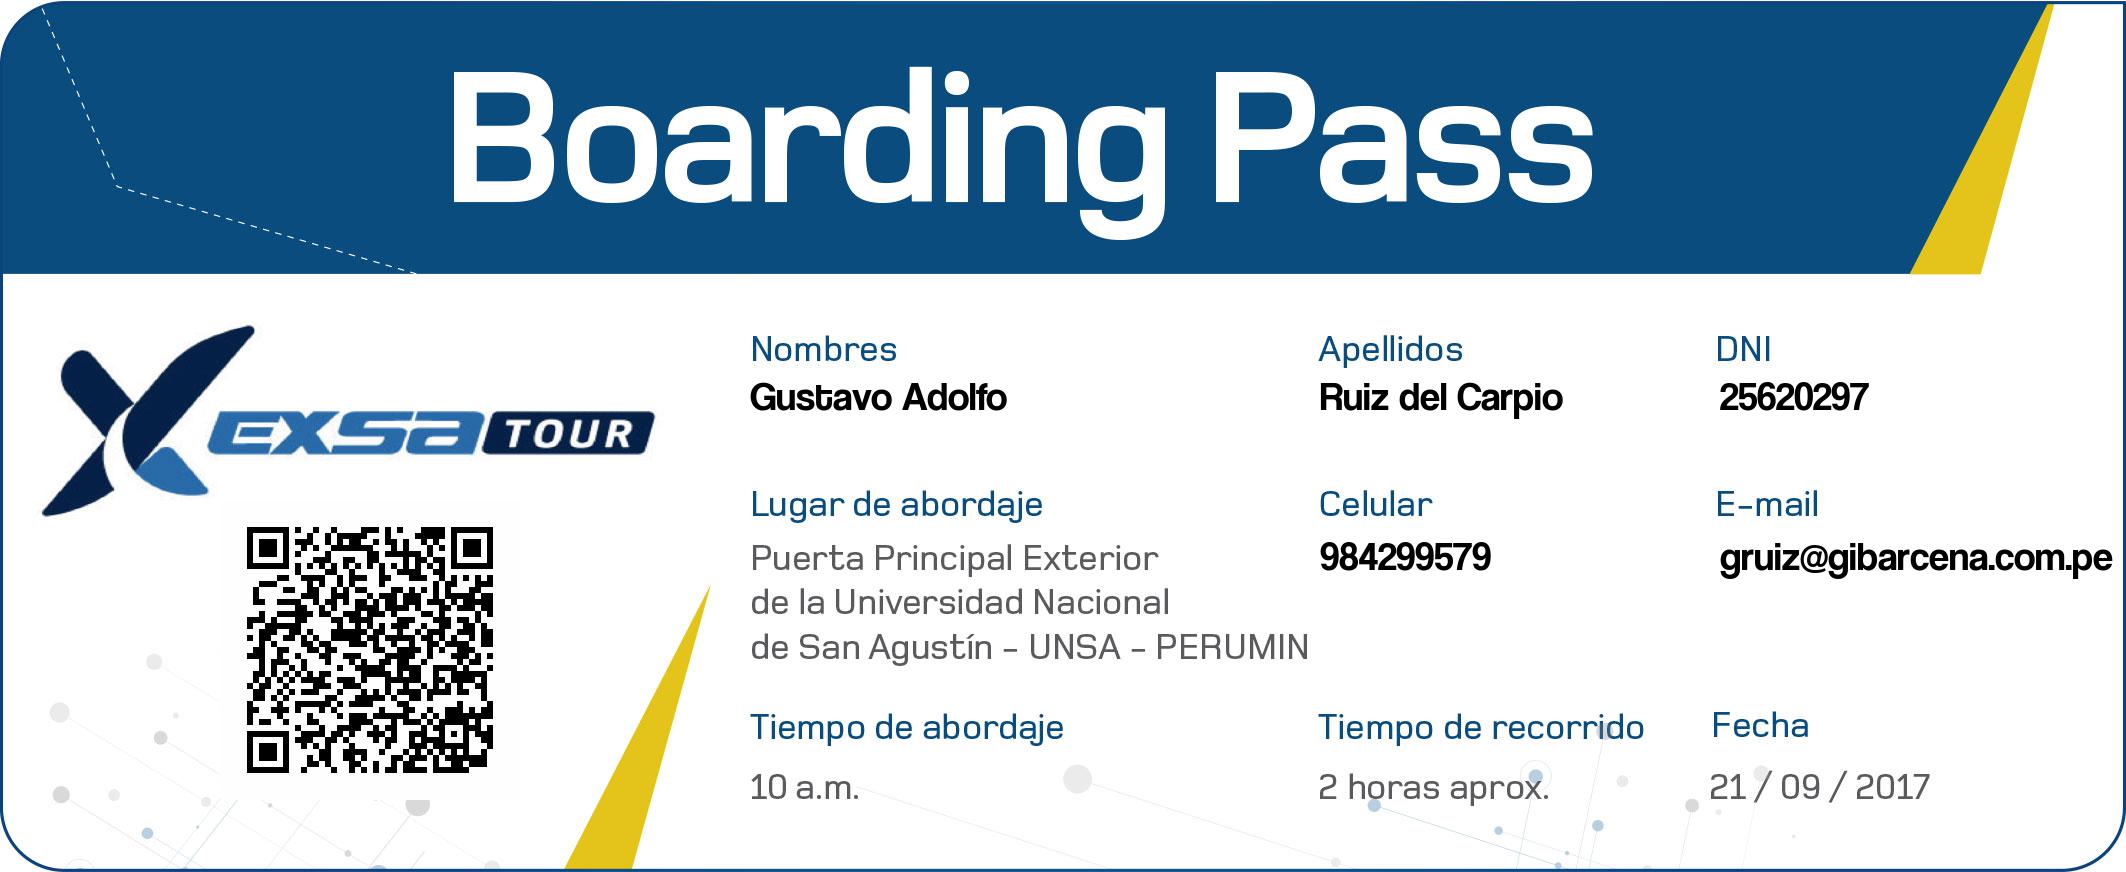 Boarding Pass
EXSA TOUR
Nombres
Gustavo Adolfo
Apellidos
Ruiz del Carpio
DNI
25620297
Lugar de abordaje
Puerta Principal Exterior
de la Universidad Nacional
de San Agustín - UNSA - PERUMIN
Celular
984299579
E-mail
gruiz@gibarcena.com.pe
Tiempo de abordaje
10 a.m.
Tiempo de recorrido
2 horas aprox.
Fecha
21 / 09 / 2017